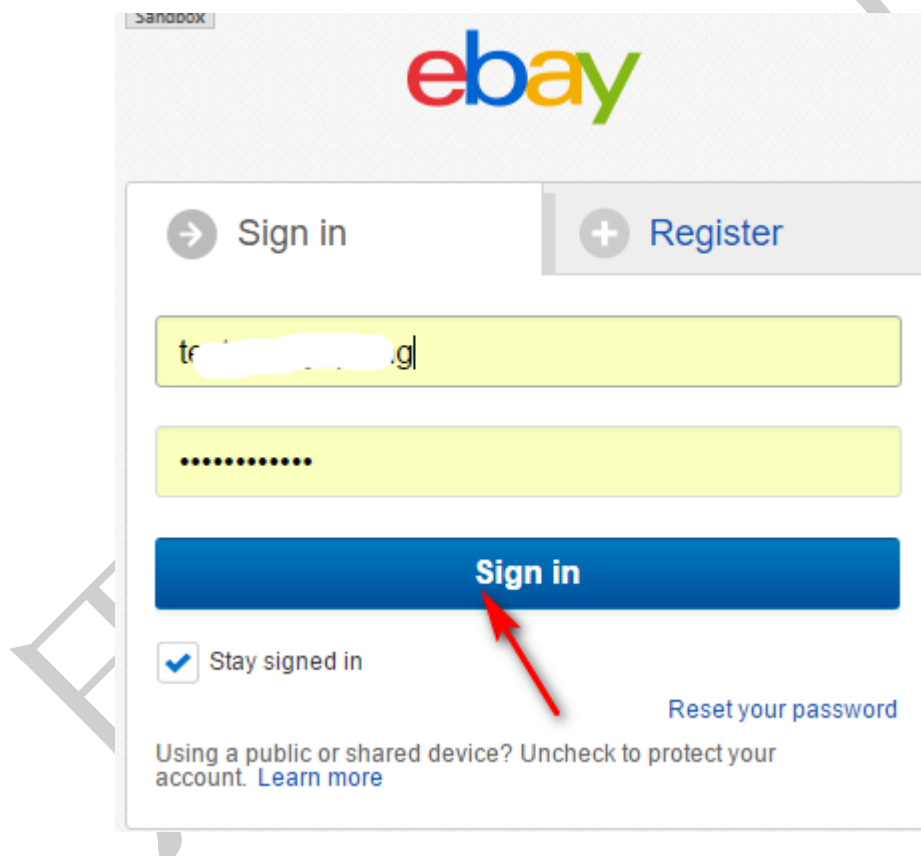 Sandbox
ebay
Sign in
Register
Sign in
Stay signed in
Reset your password
Using a public or shared device? Uncheck to protect your
account. Learn more